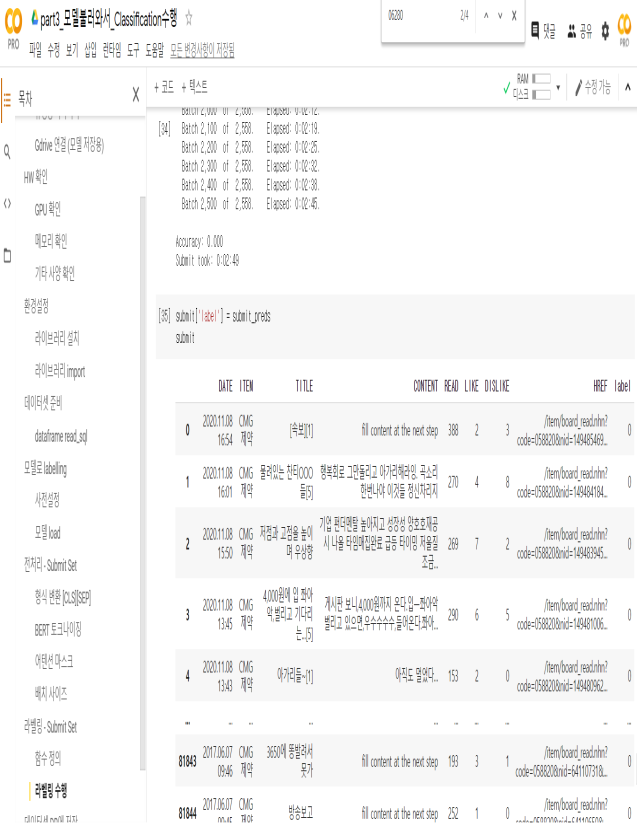 part3_모델불러와서_Classification수행
06280
2/4
댓글
공유
PRO
파일 수정 보기 삽입 런타임 도구 도움말 모든 변경사항이 저장됨
PRO
목차
+ 코드 + 텍스트
RAM
디스크
수정 가능
Gdrive 연결 (모델 저장용)
HW 확인
GPU 확인
메모리 확인
기타 사양 확인
환경설정
라이브러리 설치
라이브러리 import
데이터셋 준비
dataframe read_sql
모델로 labelling
사전설정
모델 load
전처리 - Submit Set
형식 변환 [CLS][SEP]
BERT 토크나이징
어텐션 마스크
배치 사이즈
라벨링 - Submit Set
함수 정의
라벨링 수행
Batch 2,000 of 2,558. Elapsed: 0:02:12.
[34] Batch 2,100 of 2,558. Elapsed: 0:02:19.
Batch 2,200 of 2,558. Elapsed: 0:02:25.
Batch 2,300 of 2,558. Elapsed: 0:02:32.
Batch 2,400 of 2,558. Elapsed: 0:02:38.
Batch 2,500 of 2,558. Elapsed: 0:02:45.
Accuracy: 0.000
Submit took: 0:02:49
[35] submit['label'] = submit_preds
submit
DATE ITEM TITLE CONTENT READ LIKE DISLIKE HREF label
0 2020.11.08 16:54 CMG제약 [속보][1] fill content at the next step 388 2 3 /item/board_read.nhn?code=058820&nid=149485469... 0
1 2020.11.08 16:01 CMG제약 물려있는 찬티OOO들[5] 행복회로 그만돌리고 아가리해라잉. 곡소리 한번나야 이것들 정신차리지 270 4 8 /item/board_read.nhn?code=058820&nid=149484184... 0
2 2020.11.08 15:50 CMG제약 저점과 고점을 높이며 우상향 기업 펀더멘탈 높아지고 성장성 양호호재공시 나올 타임매집완료 급등 타이밍 저울질 조금... 269 7 2 /item/board_read.nhn?code=058820&nid=149483945... 0
3 2020.11.08 13:45 CMG제약 4,000원에 입 좌아악,벌리고 기다리는...[5] 게시판 보니,4,000원까지 온다.입ㅡ좌아악 벌리고 있으면,우수수수수,들어온다.좌아... 290 6 5 /item/board_read.nhn?code=058820&nid=149481006... 0
4 2020.11.08 13:43 CMG제약 아가리들~[1] 아직도 멀었다... 153 2 0 /item/board_read.nhn?code=058820&nid=149480962... 0
... ... ... ... ... ... ... ... ... ...
81843 2017.06.07 09:46 CMG제약 3650에 똥발라서 못가 fill content at the next step 193 3 1 /item/board_read.nhn?code=058820&nid=64110731&... 0
81844 2017.06.07 CMG 방송보고 fill content at the next step 252 1 0 /item/board_read.nhn? 0